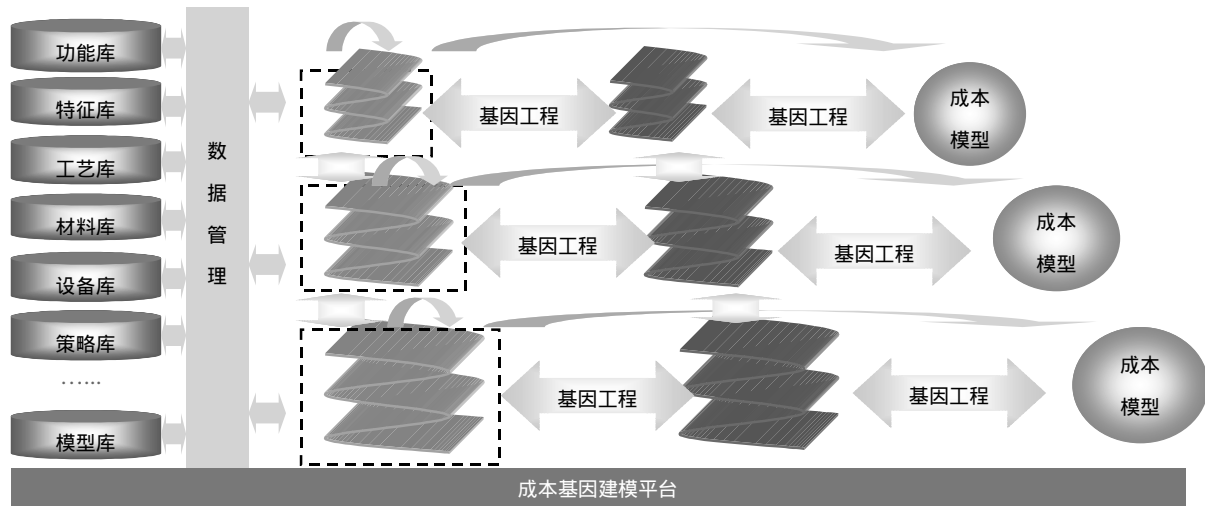 功能库
特征库
工艺库
材料库
设备库
策略库
…...
模型库
数
据
管
理
基因工程
基因工程
成本
模型
基因工程
基因工程
成本
模型
基因工程
基因工程
成本
模型
成本基因建模平台